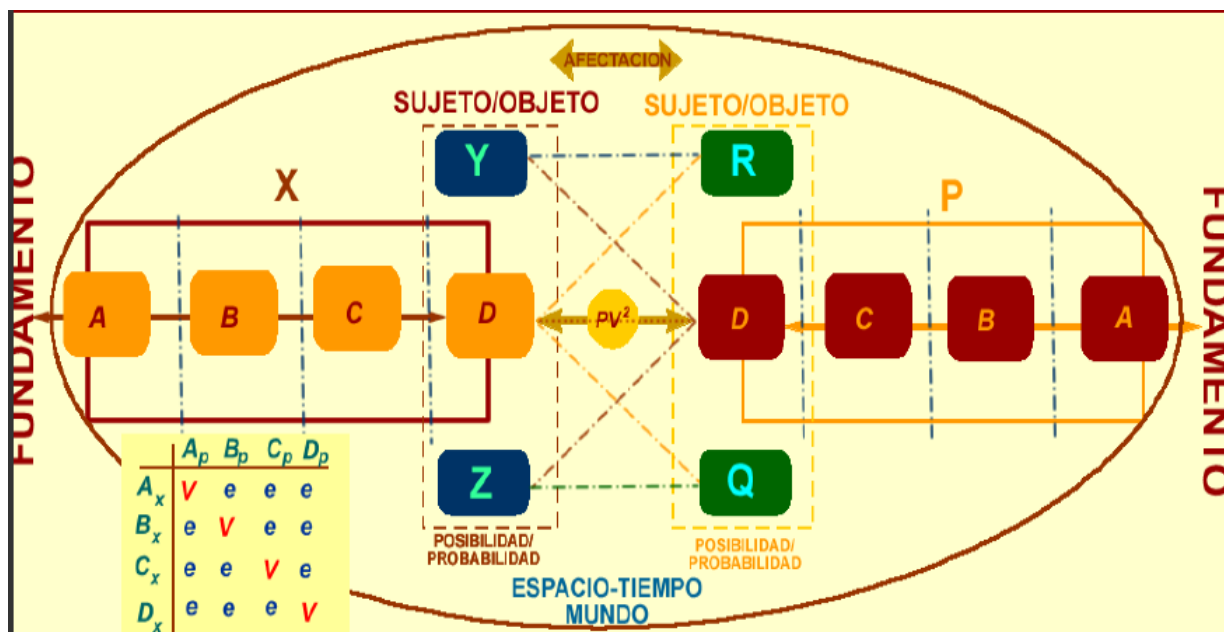 AFECTACION
SUJETO/OBJETO
SUJETO/OBJETO
FUNDAMENTO
X
Y
R
P
FUNDAMENTO
A
B
C
D
PV²
D
C
B
A
Z
Q
POSIBILIDAD/
PROBABILIDAD
POSIBILIDAD/
PROBABILIDAD
ESPACIO-TIEMPO
MUNDO
Ap Bp Cp Dp
Ax V e e e
Bx e V e e
Cx e e V e
Dx e e e V